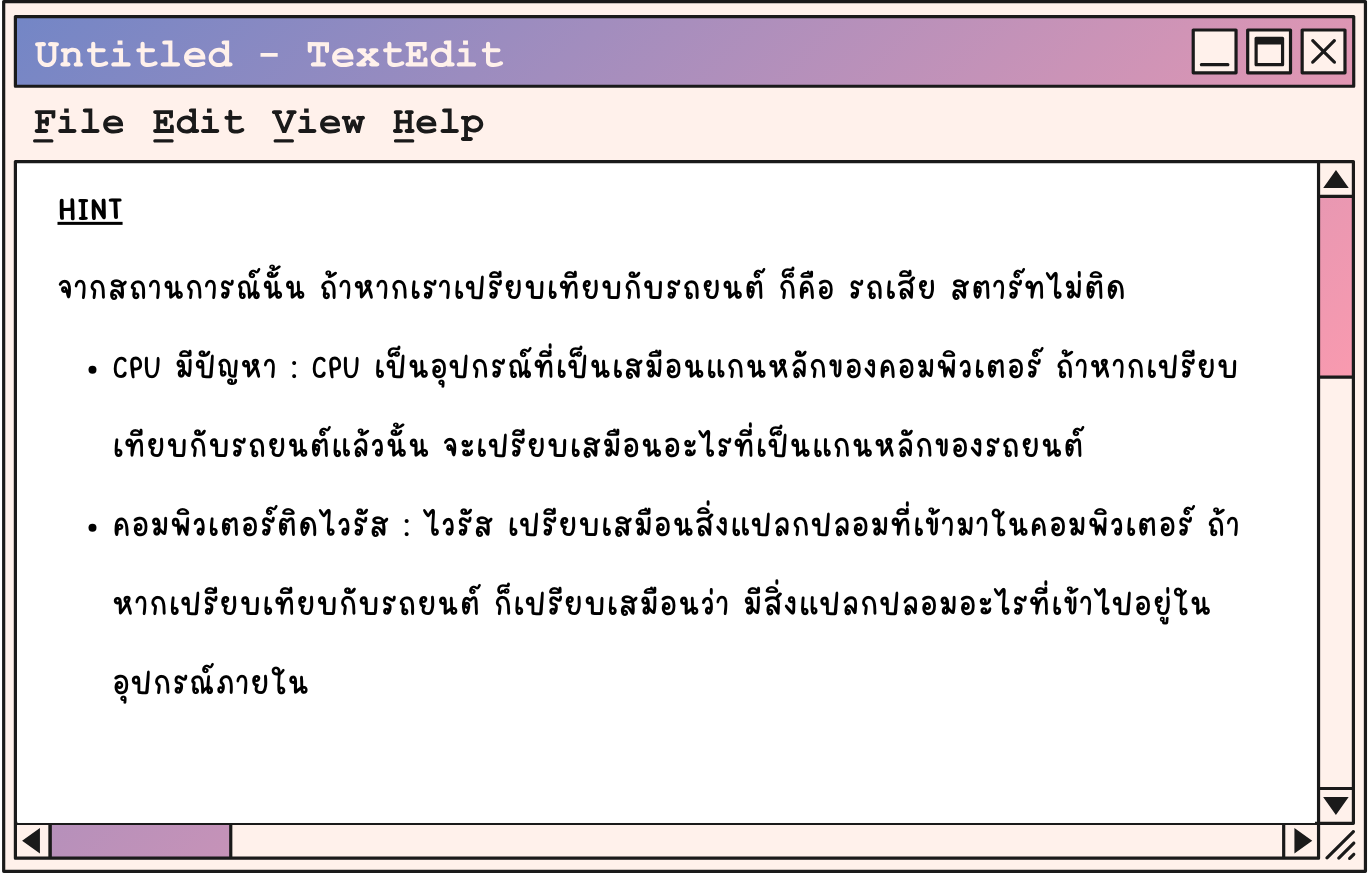 Untitled - TextEdit
File Edit View Help
HINT
จากสถานการณ์นั้น ถ้าหากเราเปรียบเทียบกับรถยนต์ ก็คือ รถเสีย สตาร์ทไม่ติด
• CPU มีปัญหา : CPU เป็นอุปกรณ์ที่เป็นเสมือนแกนหลักของคอมพิวเตอร์ ถ้าหากเปรียบ
เทียบกับรถยนต์แล้วนั้น จะเปรียบเสมือนอะไรที่เป็นแกนหลักของรถยนต์
• คอมพิวเตอร์ติดไวรัส : ไวรัส เปรียบเสมือนสิ่งแปลกปลอมที่เข้ามาในคอมพิวเตอร์ ถ้า
หากเปรียบเทียบกับรถยนต์ ก็เปรียบเสมือนว่า มีสิ่งแปลกปลอมอะไรที่เข้าไปอยู่ใน
อุปกรณ์ภายใน